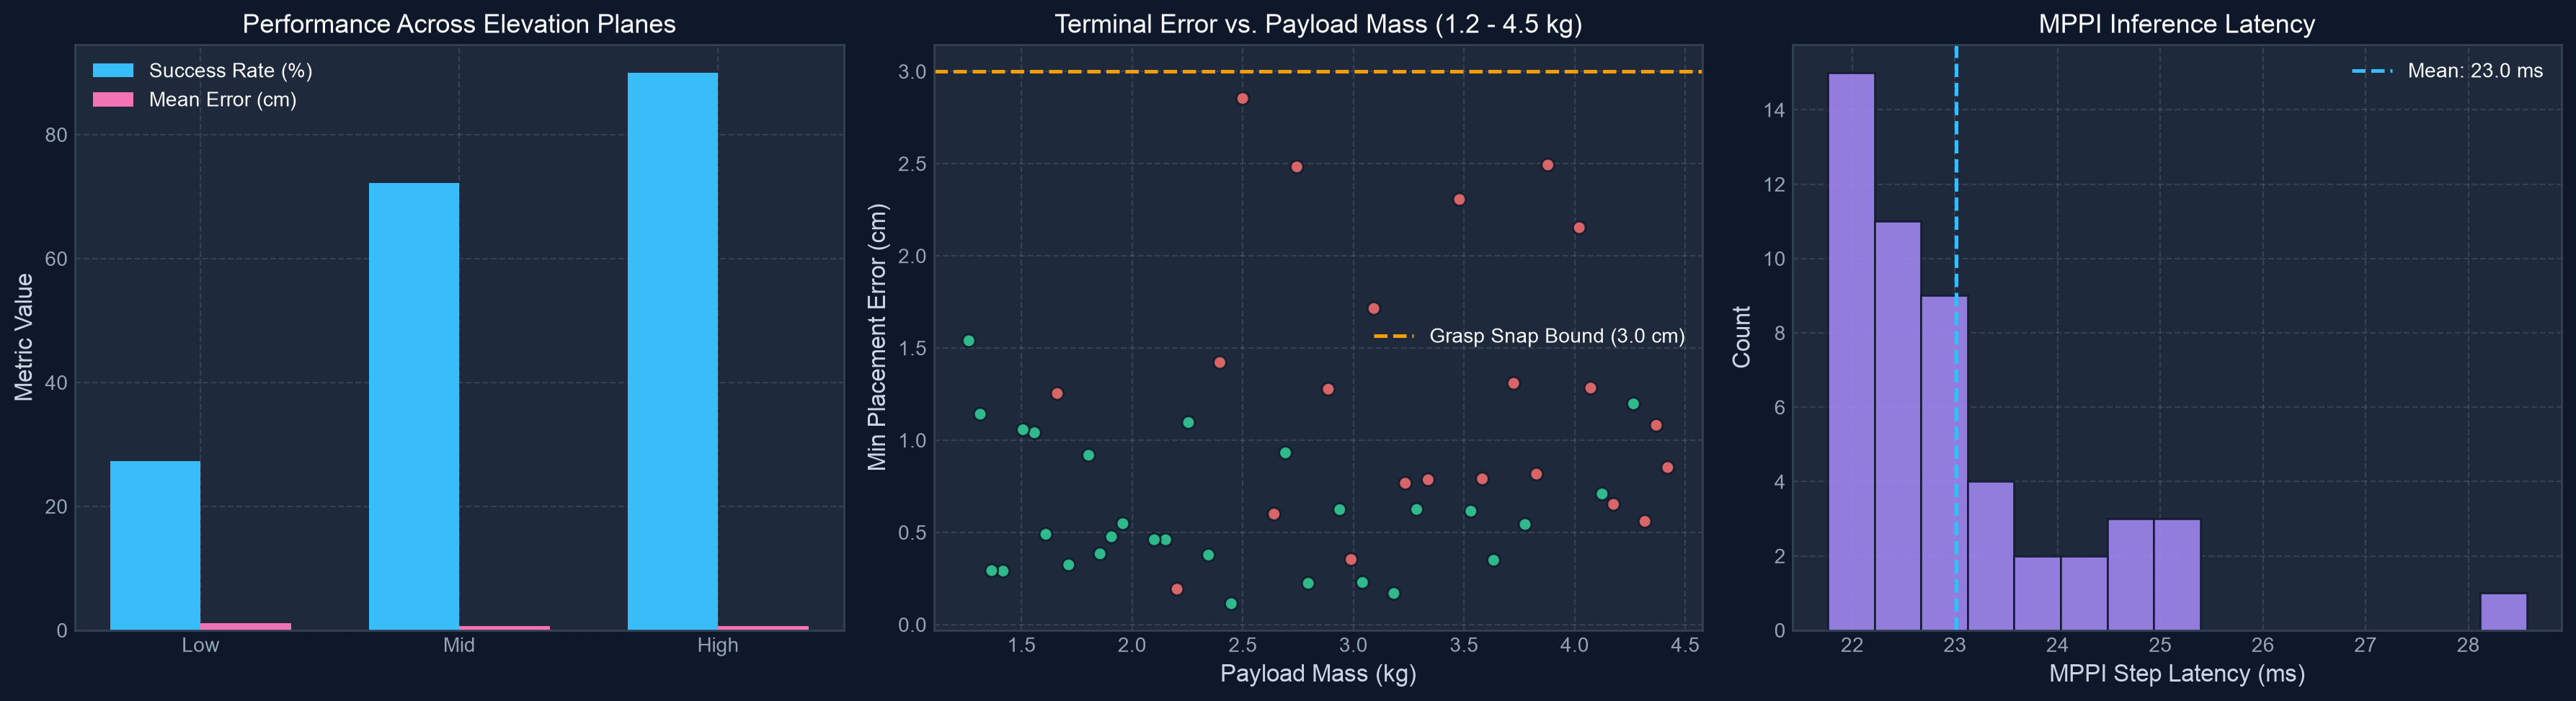 Performance Across Elevation Planes
Success Rate (%)
Mean Error (cm)
Metric Value
80
60
40
20
0
Low
Mid
High
Terminal Error vs. Payload Mass (1.2 - 4.5 kg)
Min Placement Error (cm)
3.0
2.5
2.0
1.5
1.0
0.5
0.0
Grasp Snap Bound (3.0 cm)
1.5
2.0
2.5
3.0
3.5
4.0
4.5
Payload Mass (kg)
MPPI Inference Latency
Mean: 23.0 ms
Count
14
12
10
8
6
4
2
0
22
23
24
25
26
27
28
MPPI Step Latency (ms)